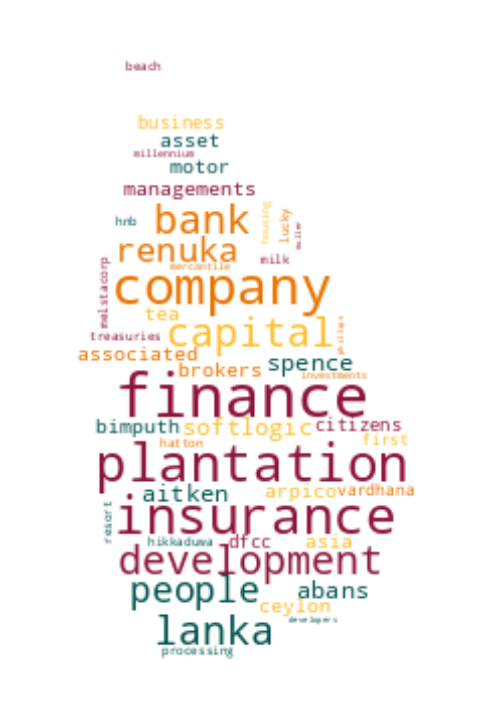 beach
business
asset
millennium
motor
managements
hnb
bank
housing
lucky
muller
renuka
milk
mercantile
melstacorp
company
tea
treasuries
capital
phillips
associated
brokers
spence
investments
finance
bimputh
softlogic
citizens
hatton
first
plantation
aitken
arpico
vardhana
resort
insurance
hikkaduwa
dfcc
asia
development
people
abans
ceylon
developers
lanka
processing